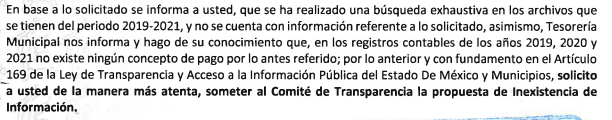 En base a lo solicitado se informa a usted, que se ha realizado una búsqueda exhaustiva en los archivos que
se tienen del periodo 2019-2021, y no se cuenta con información referente a lo solicitado, asimismo, Tesorería
Municipal nos informa y hago de su conocimiento que, en los registros contables de los años 2019, 2020 y
2021 no existe ningún concepto de pago por lo antes referido; por lo anterior y con fundamento en el Artículo
169 de la Ley de Transparencia y Acceso a la Información Pública del Estado De México y Municipios, solicito
a usted de la manera más atenta, someter al Comité de Transparencia la propuesta de Inexistencia de
Información.